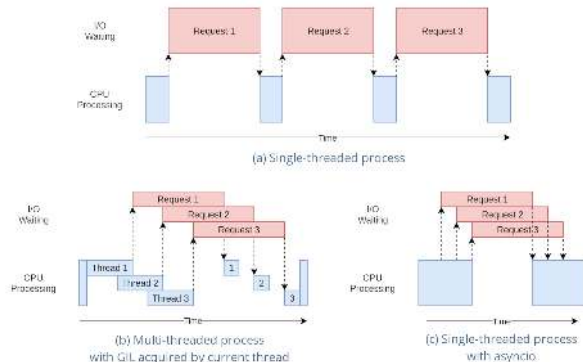 I/O
Waiting
Request 1
Request 2
Request 3
CPU
Processing
Time
(a) Single-threaded process
I/O
Waiting
Request 1
Request 2
Request 3
CPU
Processing
Thread 1
Thread 2
Thread 3
1
2
3
Time
(b) Multi-threaded process
with GIL acquired by current thread
I/O
Waiting
Request 1
Request 2
Request 3
CPU
Processing
Time
(c) Single-threaded process
with asyncio.